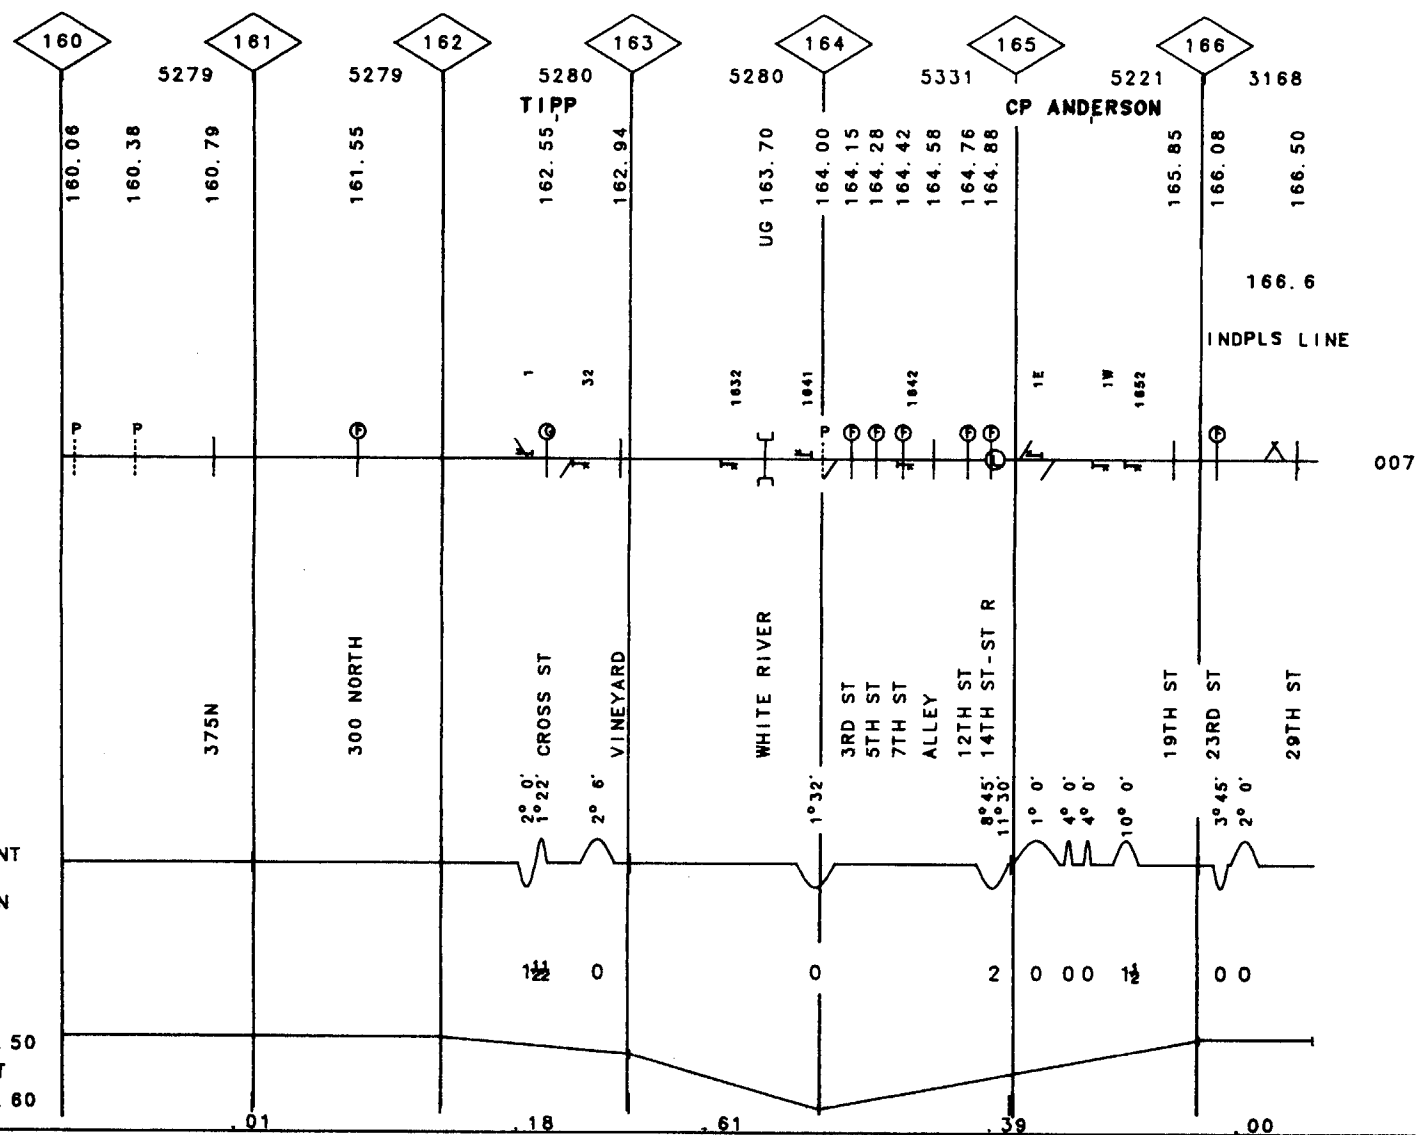 160 161 162 163 164 165 166
5279 5279 5280 5280 5331 5221 3168
TIPP CP ANDERSON
160.06
160.38
160.79
161.55
162.55
162.94
UG 163.70
164.00
164.15
164.28
164.42
164.58
164.76
164.88
165.85
166.08
166.50
166.6
INDPLS LINE
1
32
1632
1641
1642
1E
1W
1652
P P F G P F F F F F F
L
007
375N
300 NORTH
CROSS ST
VINEYARD
WHITE RIVER
3RD ST
5TH ST
7TH ST
ALLEY
12TH ST
14TH ST-ST R
19TH ST
23RD ST
29TH ST
2° 0'
1°22'
2° 6'
1°32'
8°45'
11°30'
1° 0'
4° 0'
4° 0'
10° 0'
3°45'
2° 0'
NT
N
0 0 2 0 0 0 1½ 0 0
50
T
60
.01 .18 .61 .39 .00